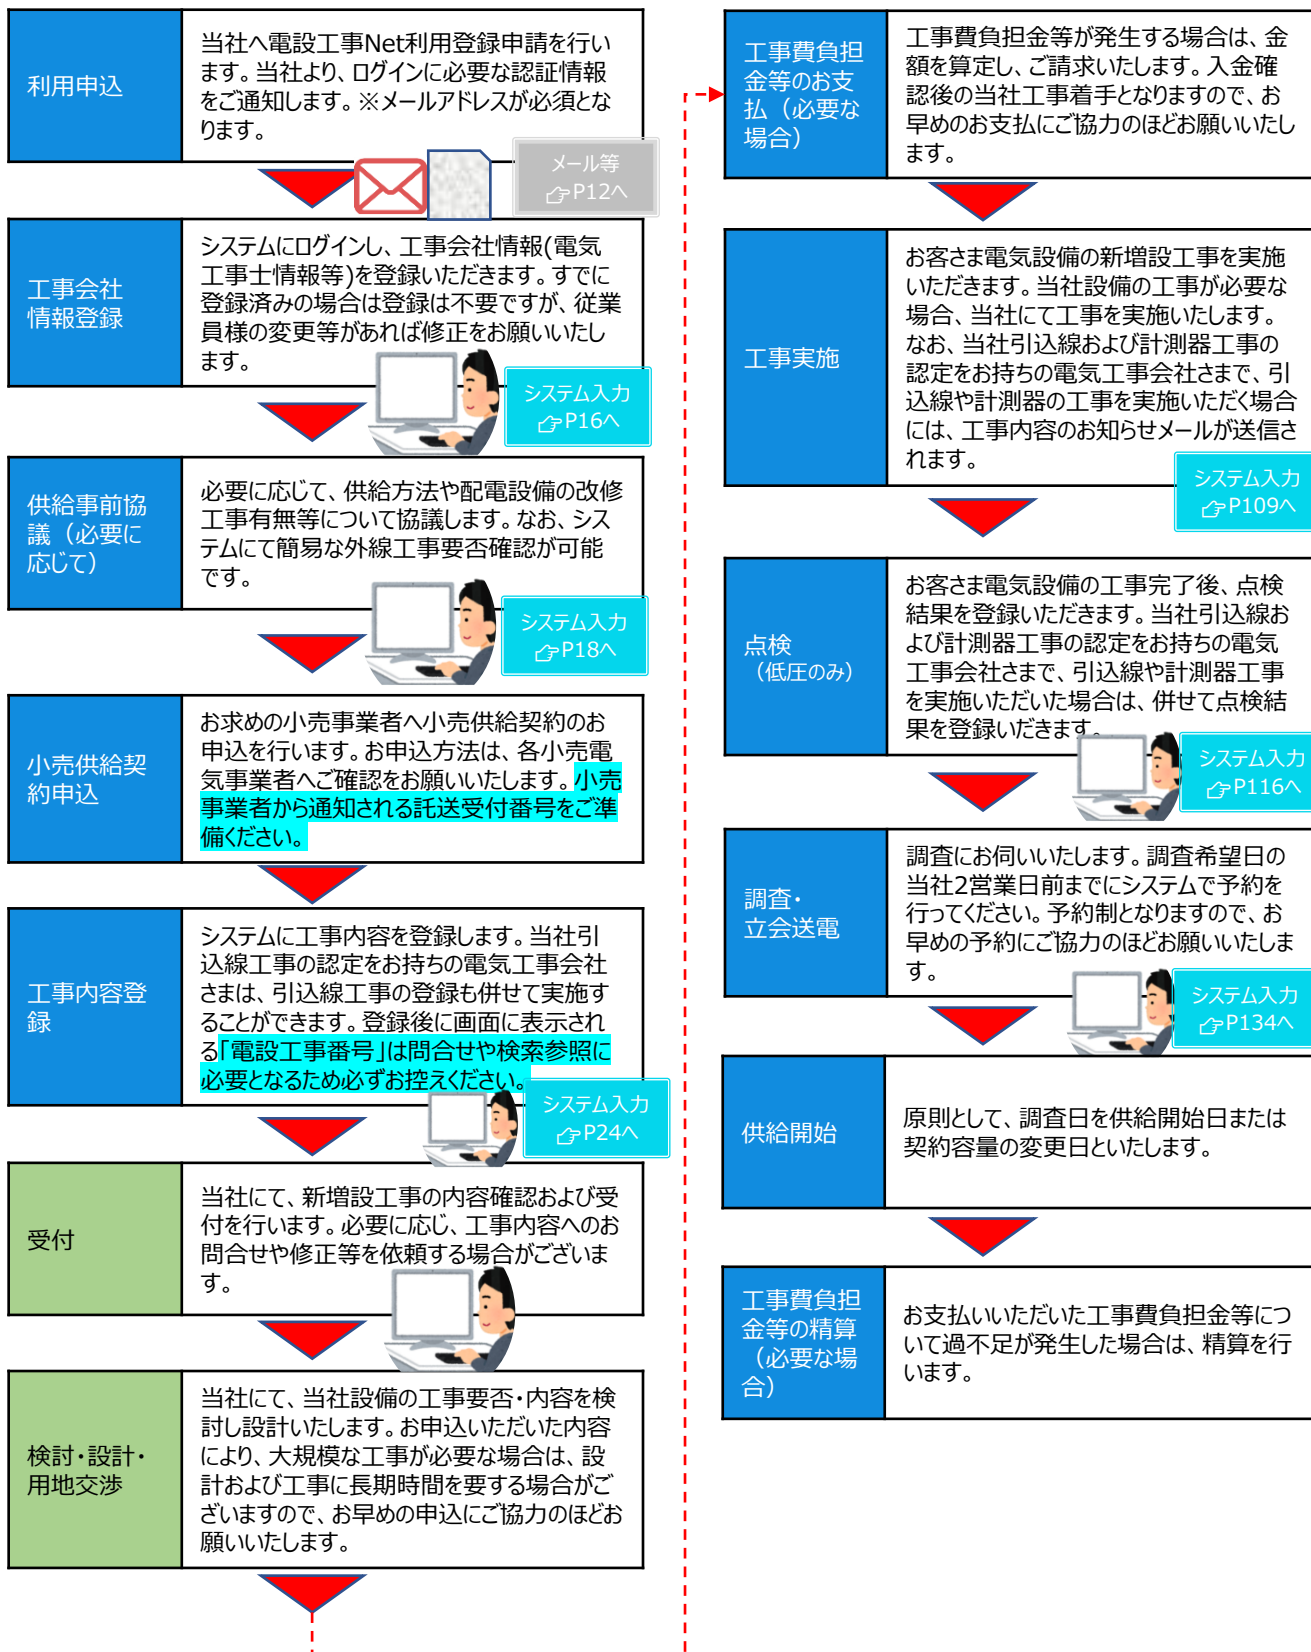 利用申込
当社へ電設工事Net利用登録申請を行い
ます。当社より、ログインに必要な認証情報
をご通知します。※メールアドレスが必須とな
ります。
メール等
👉P12へ
工事会社
情報登録
システムにログインし、工事会社情報(電気
工事士情報等)を登録いただきます。すでに
登録済みの場合は登録は不要ですが、従業
員様の変更等があれば修正をお願いいたし
ます。
システム入力
👉P16へ
供給事前協
議（必要に
応じて）
必要に応じて、供給方法や配電設備の改修
工事有無等について協議します。なお、シス
テムにて簡易な外線工事要否確認が可能
です。
システム入力
👉P18へ
小売供給契
約申込
お求めの小売事業者へ小売供給契約のお
申込を行います。お申込方法は、各小売電
気事業者へご確認をお願いいたします。小売
事業者から通知される託送受付番号をご準
備ください。
工事内容登
録
システムに工事内容を登録します。当社引
込線工事の認定をお持ちの電気工事会社
さまは、引込線工事の登録も併せて実施す
ることができます。登録後に画面に表示され
る「電設工事番号」は問合せや検索参照に
必要となるため必ずお控えください。
システム入力
👉P24へ
受付
当社にて、新増設工事の内容確認および受
付を行います。必要に応じ、工事内容へのお
問合せや修正等を依頼する場合がございま
す。
検討・設計・
用地交渉
当社にて、当社設備の工事要否・内容を検
討し設計いたします。お申込いただいた内容
により、大規模な工事が必要な場合は、設
計および工事に長期時間を要する場合がご
ざいますので、お早めの申込にご協力のほどお
願いいたします。
工事費負担
金等のお支
払（必要な
場合）
工事費負担金等が発生する場合は、金
額を算定し、ご請求いたします。入金確
認後の当社工事着手となりますので、お
早めのお支払にご協力のほどお願いいたし
ます。
工事実施
お客さま電気設備の新増設工事を実施
いただきます。当社設備の工事が必要な
場合、当社にて工事を実施いたします。
なお、当社引込線および計測器工事の
認定をお持ちの電気工事会社さまで、引
込線や計測器の工事を実施いただく場合
には、工事内容のお知らせメールが送信さ
れます。
システム入力
👉P109へ
点検
（低圧のみ）
お客さま電気設備の工事完了後、点検
結果を登録いただきます。当社引込線お
よび計測器工事の認定をお持ちの電気
工事会社さまで、引込線や計測器工事
を実施いただいた場合は、併せて点検結
果を登録いだきます。
システム入力
👉P116へ
調査・
立会送電
調査にお伺いいたします。調査希望日の
当社2営業日前までにシステムで予約を
行ってください。予約制となりますので、お
早めの予約にご協力のほどお願いいたしま
す。
システム入力
👉P134へ
供給開始
原則として、調査日を供給開始日または
契約容量の変更日といたします。
工事費負担
金等の精算
（必要な場
合）
お支払いいただいた工事費負担金等につ
いて過不足が発生した場合は、精算を行
います。